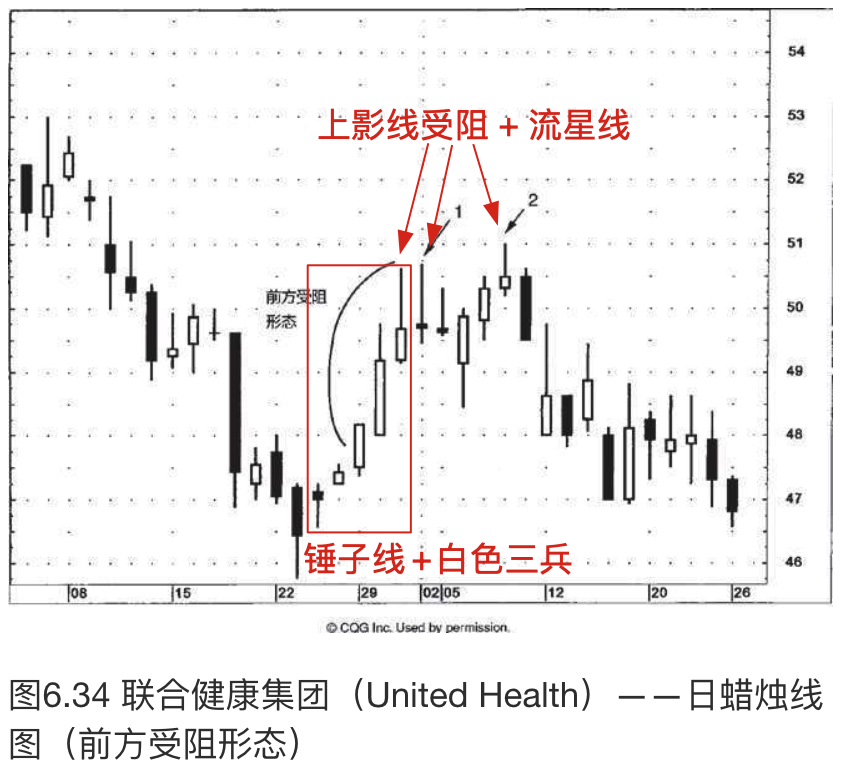 54
53
上影线受阻 + 流星线
52
1
2
51
前方受阻
形态
50
49
48
47
锤子线+白色三兵
46
08 15 22 29 02 05 12 20 26
© CQG Inc. Used by permission.
图6.34 联合健康集团（United Health）——日蜡烛线
图（前方受阻形态）